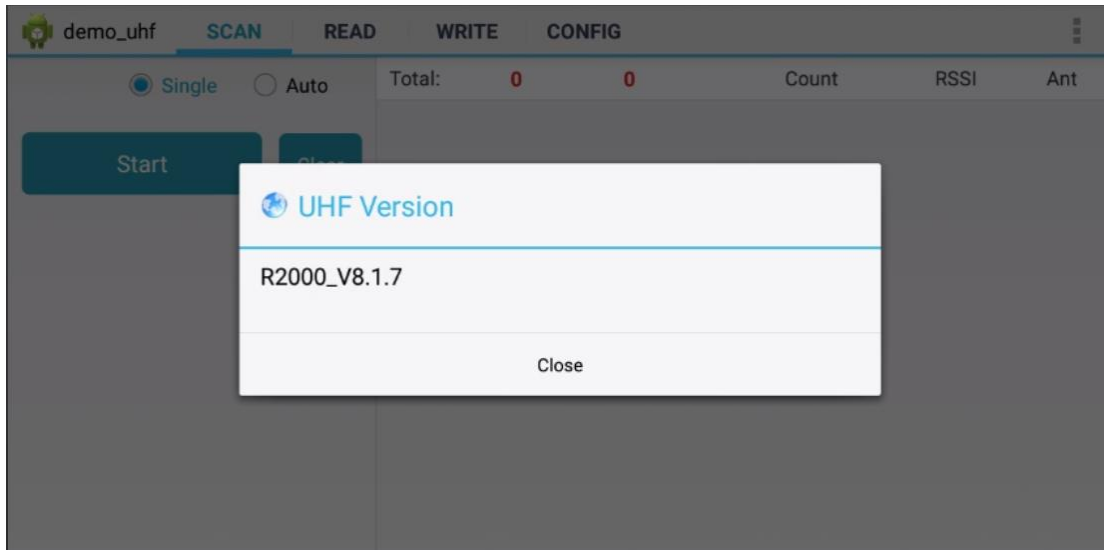 demo_uhf SCAN READ WRITE CONFIG
Single Auto Total: 0 0 Count RSSI Ant
Start Clear
UHF Version
R2000_V8.1.7
Close